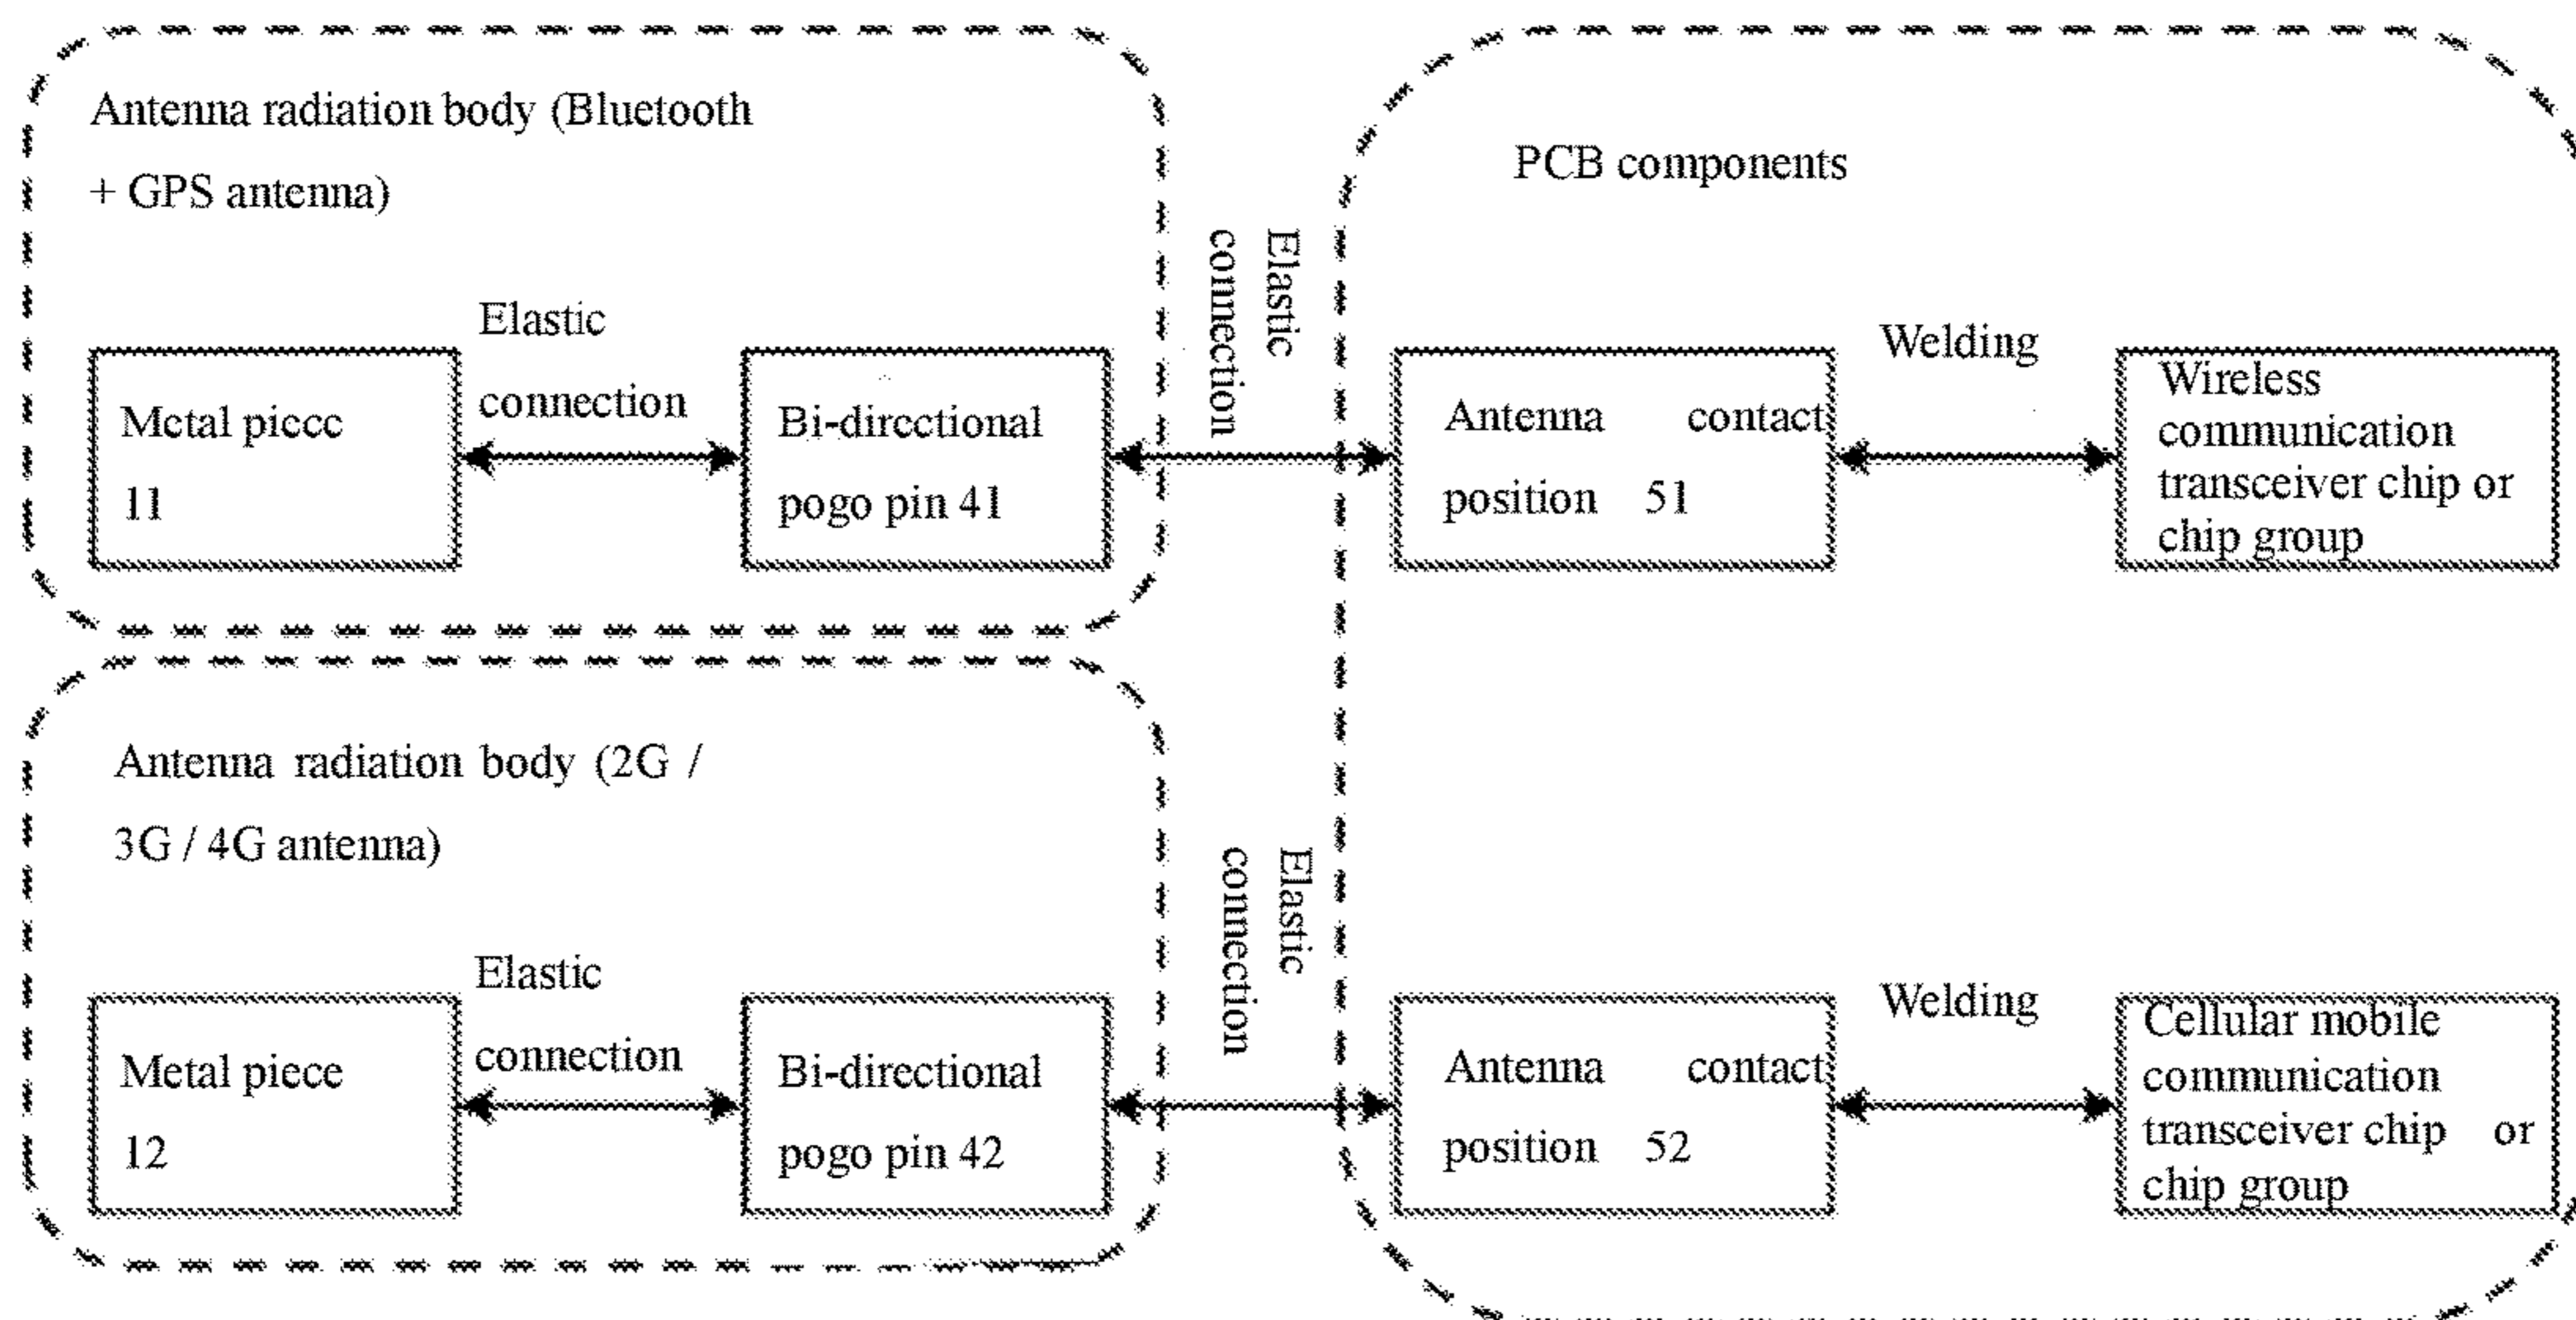 Antenna radiation body (Bluetooth
+ GPS antenna)
Elastic
connection
Metal piece
11
Bi-directional
pogo pin 41
Elastic
connection
PCB components
Antenna contact
position 51
Welding
Wireless
communication
transceiver chip or
chip group
Antenna radiation body (2G /
3G / 4G antenna)
Elastic
connection
Metal piece
12
Bi-directional
pogo pin 42
Elastic
connection
Antenna contact
position 52
Welding
Cellular mobile
communication
transceiver chip or
chip group